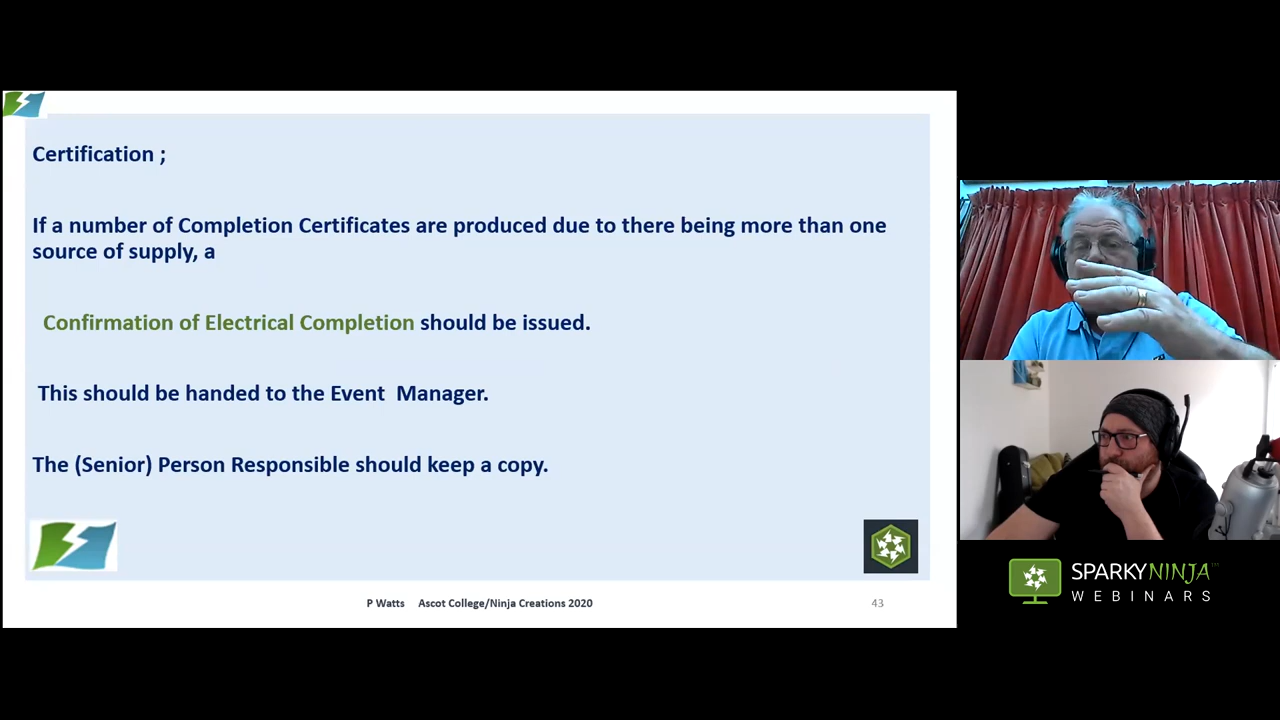 Certification ;
If a number of Completion Certificates are produced due to there being more than one
source of supply, a
Confirmation of Electrical Completion should be issued.
This should be handed to the Event  Manager.
The (Senior) Person Responsible should keep a copy.
P Watts    Ascot College/Ninja Creations 2020
43
SPARKYNINJA™
WEBINARS